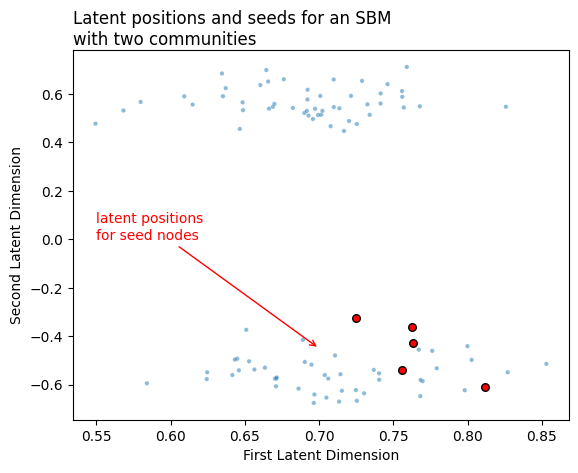 Latent positions and seeds for an SBM
with two communities
Second Latent Dimension
0.6
0.4
0.2
0.0
−0.2
−0.4
−0.6
latent positions
for seed nodes
0.55 0.60 0.65 0.70 0.75 0.80 0.85
First Latent Dimension